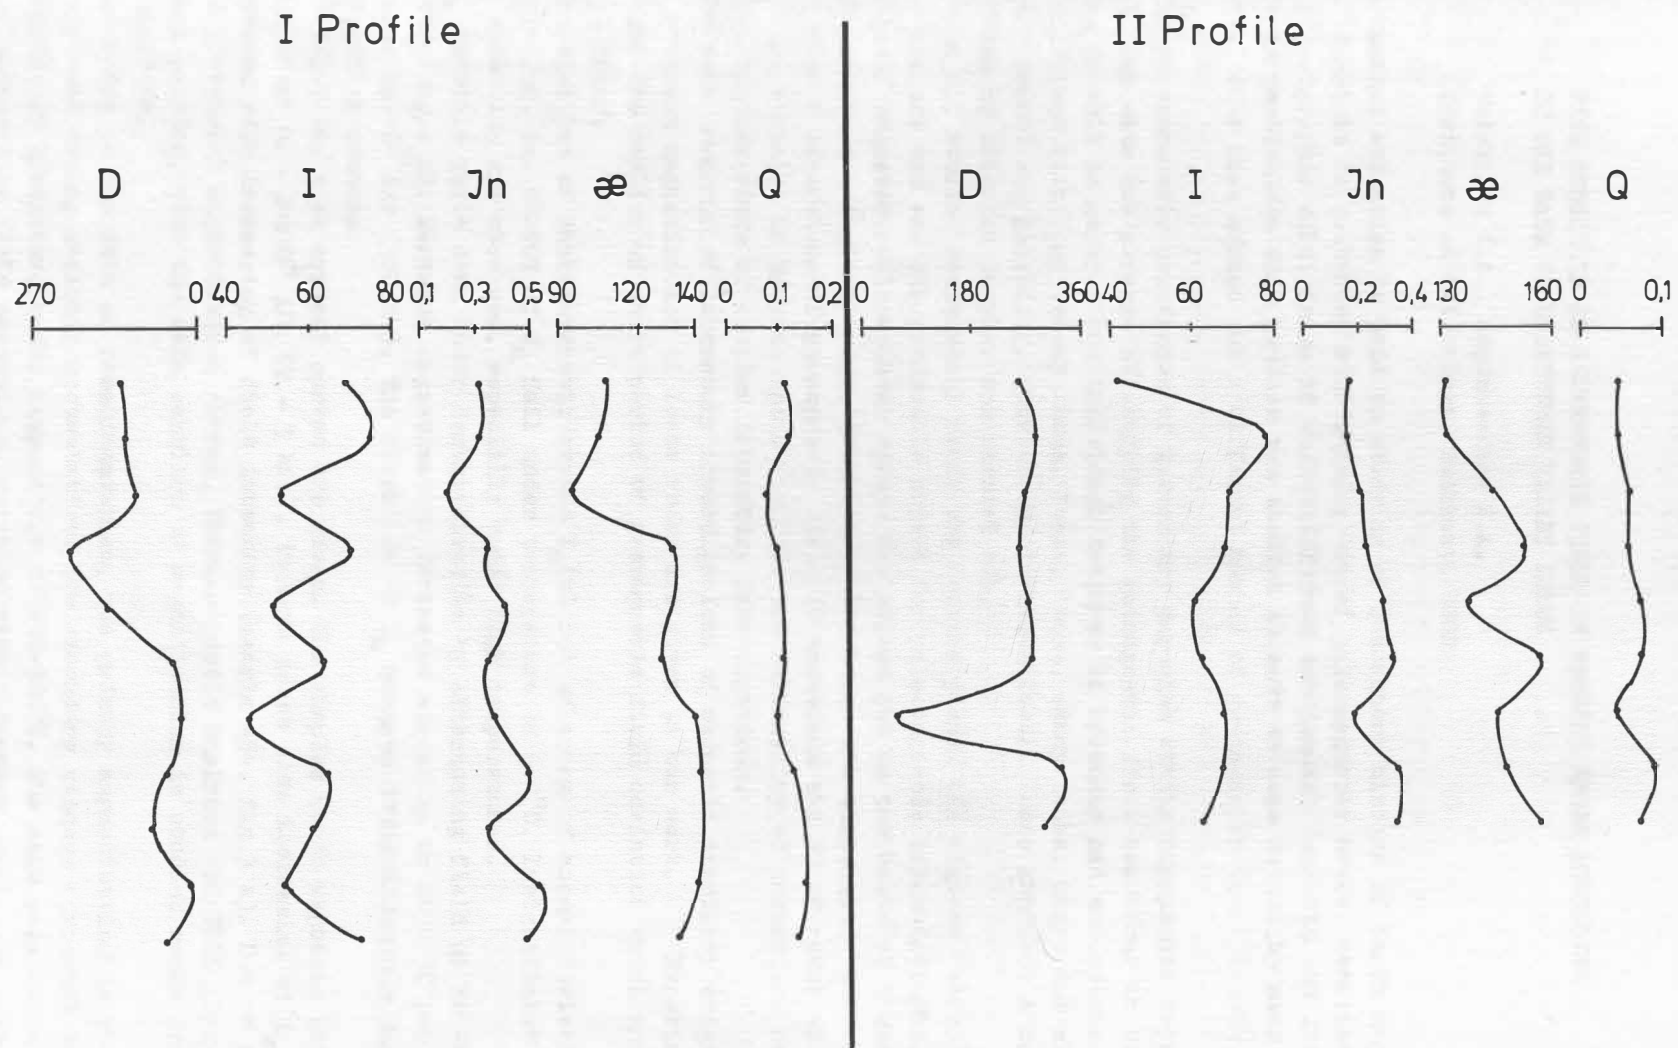 I Profile II Profile
D I Jn æ Q D I Jn æ Q
270 0 40 60 80 0,1 0,3 0,5 90 120 140 0 0,1 0,2 0 180 360 40 60 80 0 0,2 0,4 130 160 0 0,1